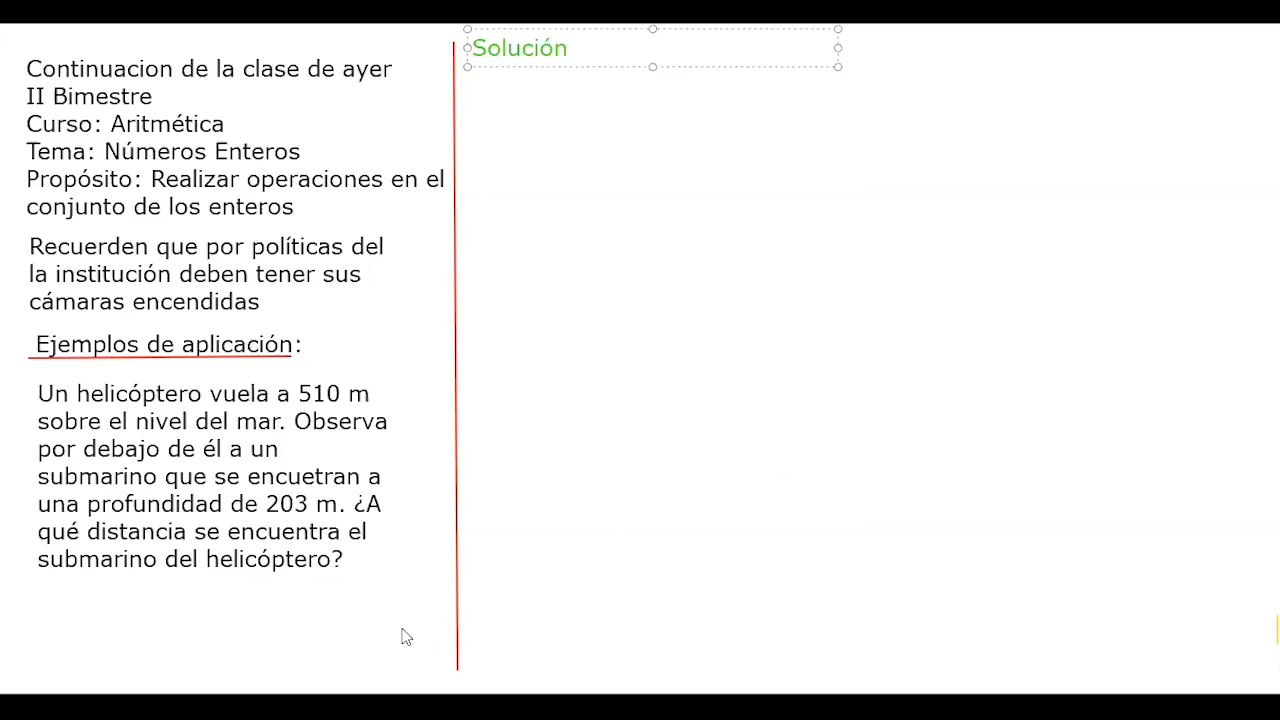 Continuacion de la clase de ayer
II Bimestre
Curso: Aritmética
Tema: Números Enteros
Propósito: Realizar operaciones en el
conjunto de los enteros
Recuerden que por políticas del
la institución deben tener sus
cámaras encendidas
Ejemplos de aplicación:
Un helicóptero vuela a 510 m
sobre el nivel del mar. Observa
por debajo de él a un
submarino que se encuetran a
una profundidad de 203 m. ¿A
qué distancia se encuentra el
submarino del helicóptero?
Solución